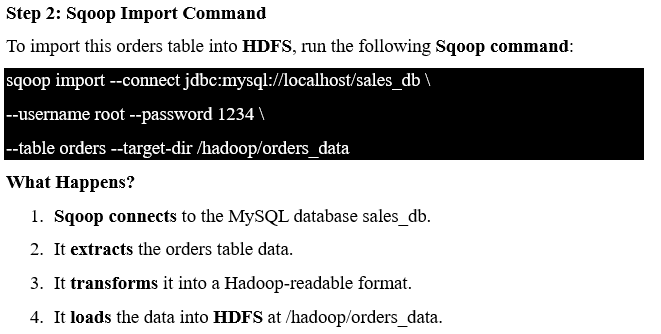 Step 2: Sqoop Import Command
To import this orders table into HDFS, run the following Sqoop command:
sqoop import --connect jdbc:mysql://localhost/sales_db \
--username root --password 1234 \
--table orders --target-dir /hadoop/orders_data
What Happens?
1. Sqoop connects to the MySQL database sales_db.
2. It extracts the orders table data.
3. It transforms it into a Hadoop-readable format.
4. It loads the data into HDFS at /hadoop/orders_data.